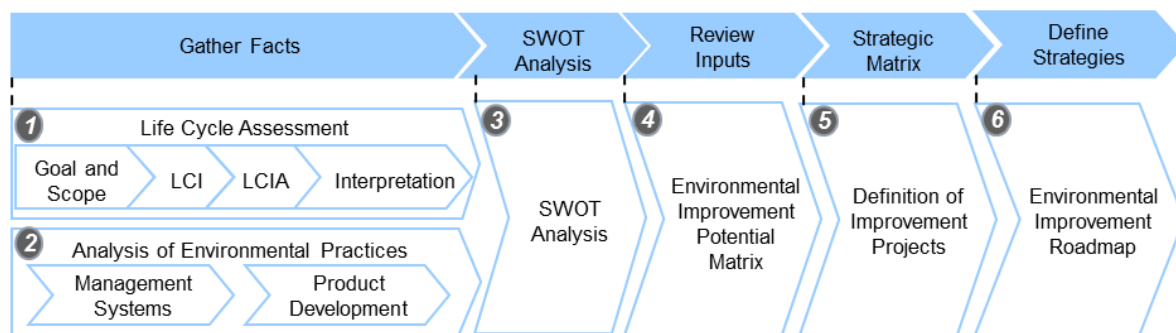 Gather Facts
SWOT
Analysis
Review
Inputs
Strategic
Matrix
Define
Strategies
1
Life Cycle Assessment
Goal and
Scope
LCI
LCIA
Interpretation
2
Analysis of Environmental Practices
Management
Systems
Product
Development
3
SWOT
Analysis
4
Environmental
Improvement
Potential
Matrix
5
Definition of
Improvement
Projects
6
Environmental
Improvement
Roadmap